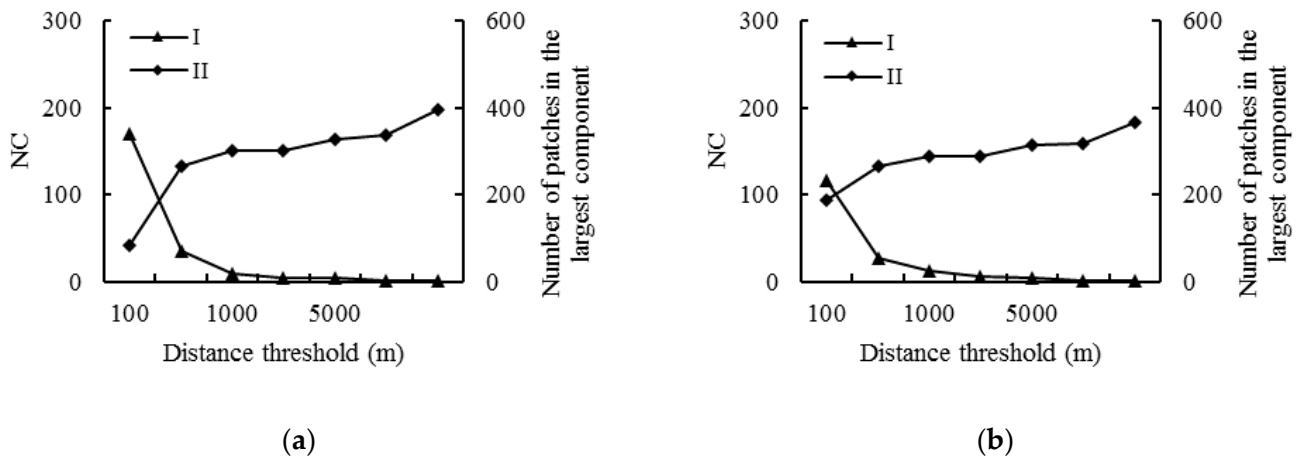 300
200
100
0
NC
I
II
600
400
200
0
Number of patches in the
largest component
100
1000
5000
Distance threshold (m)
(a)
300
200
100
0
NC
I
II
600
400
200
0
Number of patches in the
largest component
100
1000
5000
Distance threshold (m)
(b)